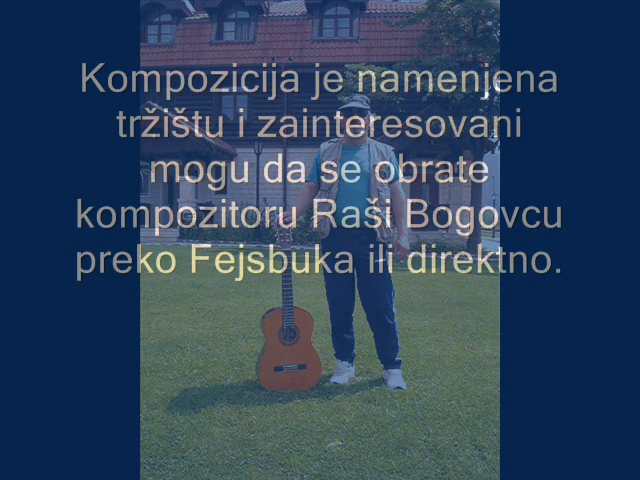 Kompozicija je namenjena
tržištu i zainteresovani
mogu da se obrate
kompozitoru Raši Bogovcu
preko Fejsbuka ili direktno.